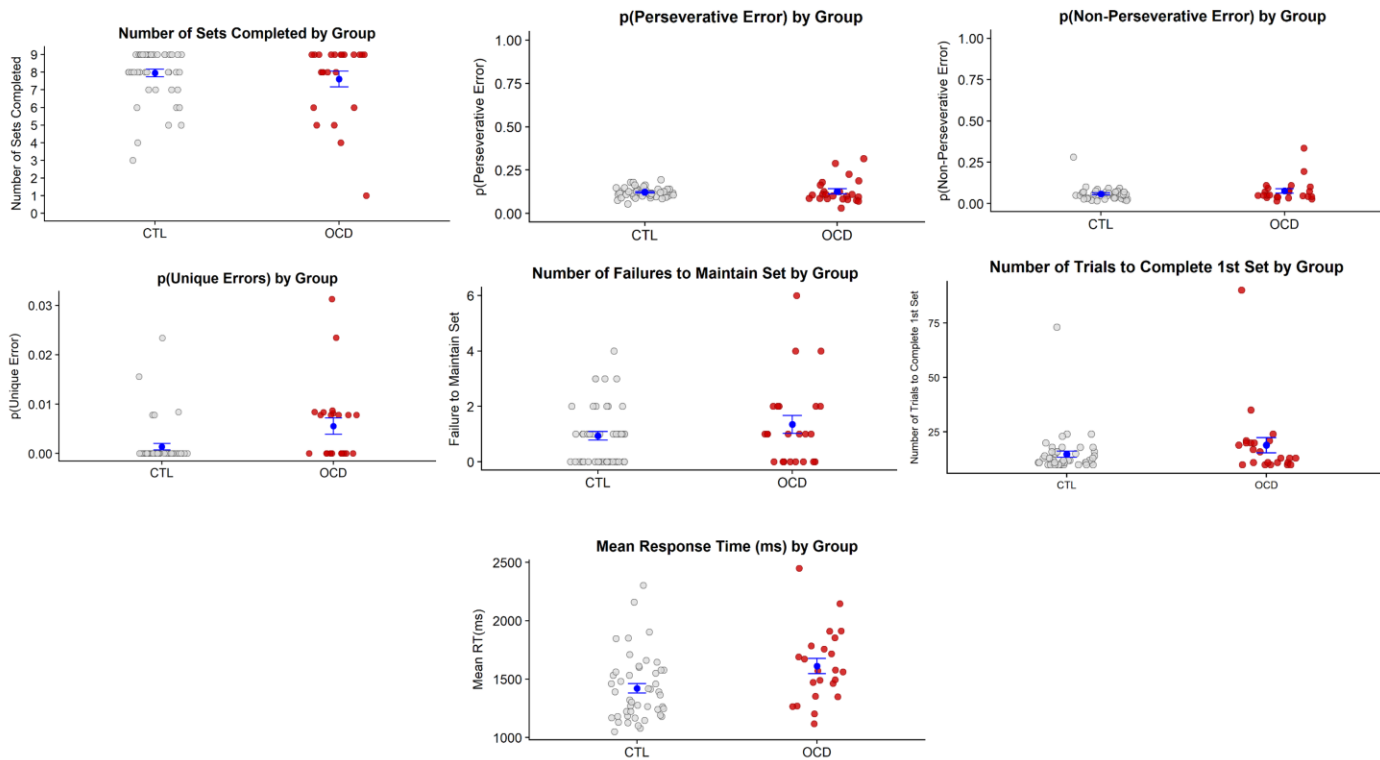 Number of Sets Completed by Group
Number of Sets Completed
9
8
7
6
5
4
3
2
1
0
CTL
OCD
p(Perseverative Error) by Group
p(Perseverative Error)
1.00
0.75
0.50
0.25
0.00
CTL
OCD
p(Non-Perseverative Error) by Group
p(Non-Perseverative Error)
1.00
0.75
0.50
0.25
0.00
CTL
OCD
p(Unique Errors) by Group
p(Unique Error)
0.03
0.02
0.01
0.00
CTL
OCD
Number of Failures to Maintain Set by Group
Failure to Maintain Set
6
4
2
0
CTL
OCD
Number of Trials to Complete 1st Set by Group
Number of Trials to Complete 1st Set
75
50
25
CTL
OCD
Mean Response Time (ms) by Group
Mean RT(ms)
2500
2000
1500
1000
CTL
OCD